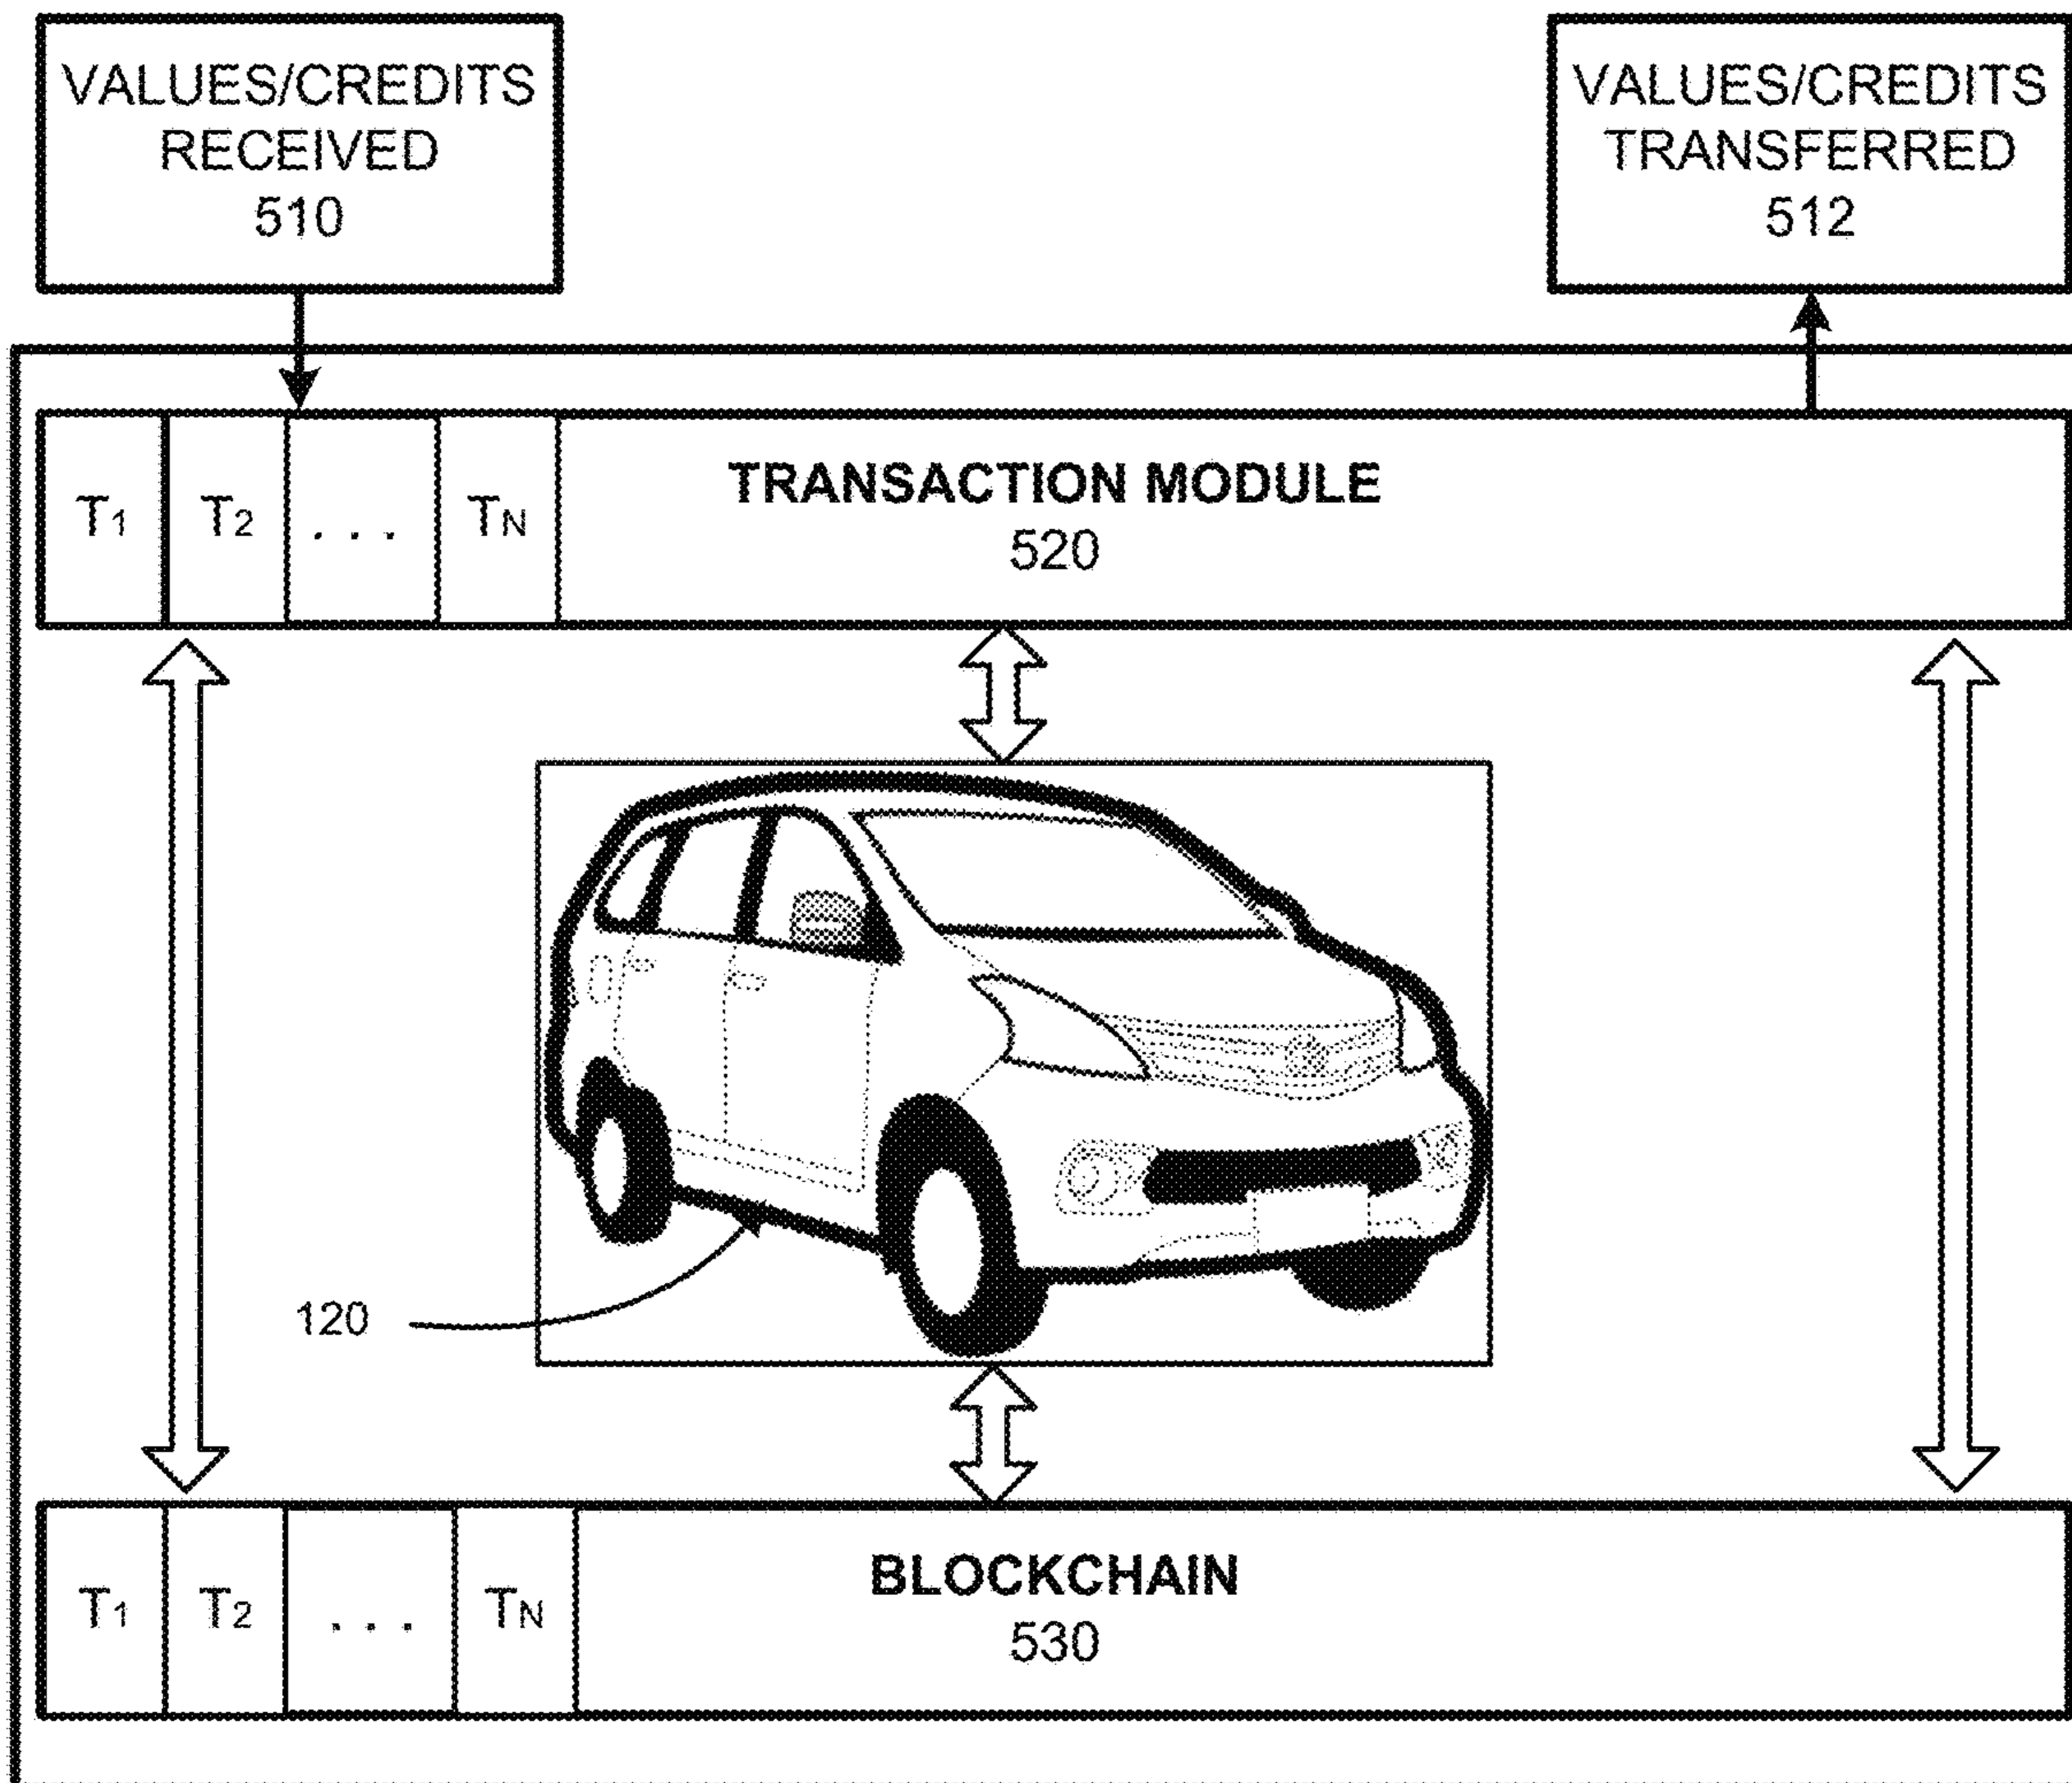 VALUES/CREDITS
RECEIVED
510
VALUES/CREDITS
TRANSFERRED
512
T1 T2 ... TN
TRANSACTION MODULE
520
120
T1 T2 ... TN
BLOCKCHAIN
530